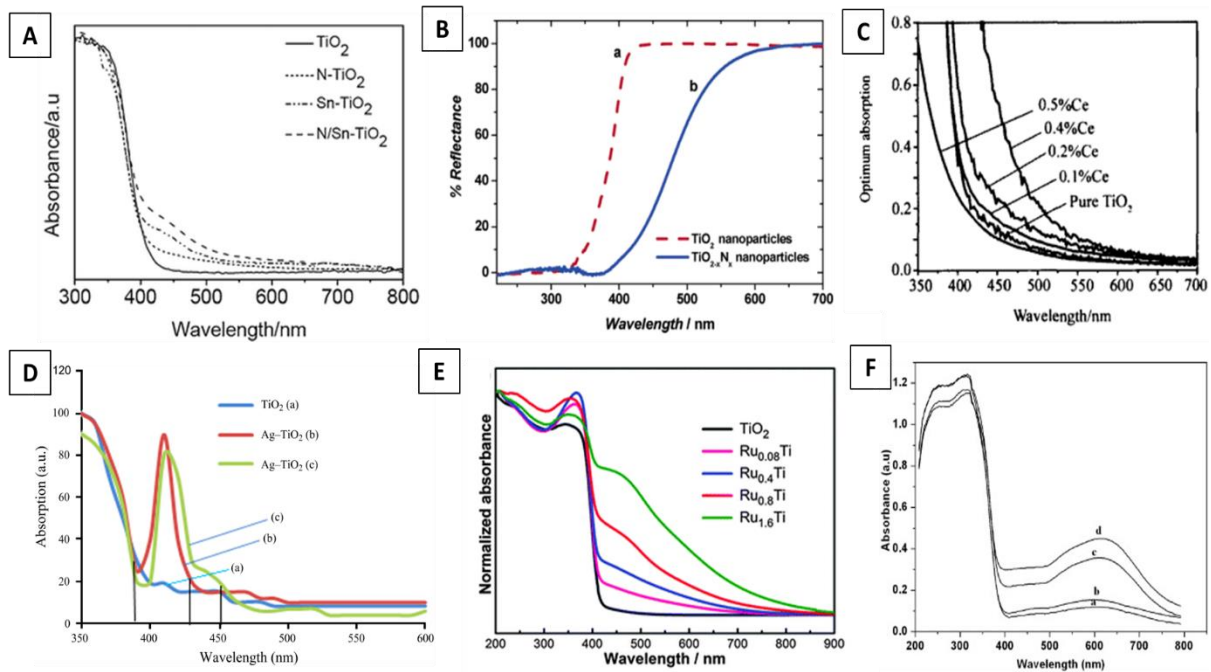 A
TiO2
N-TiO2
Sn-TiO2
N/Sn-TiO2
Absorbance/a.u
300 400 500 600 700 800
Wavelength/nm
B
100
80
60
40
20
0
a
b
% Reflectance
TiO2 nanoparticles
TiO2-xNx nanoparticles
300 400 500 600 700
Wavelength / nm
C
0.8
0.6
0.4
0.2
0.0
Optimum absorption
0.5%Ce
0.4%Ce
0.2%Ce
0.1%Ce
Pure TiO2
350 400 450 500 550 600 650 700
Wavelength/nm
D
120
100
80
60
40
20
0
Absorption (a.u.)
TiO2 (a)
Ag–TiO2 (b)
Ag–TiO2 (c)
(c)
(b)
(a)
350 400 450 500 550 600
Wavelength (nm)
E
Normalized absorbance
TiO2
Ru0.08Ti
Ru0.4Ti
Ru0.8Ti
Ru1.6Ti
200 300 400 500 600 700 800 900
Wavelength / nm
F
1.2
0.9
0.6
0.3
0.0
Absorbance (a.u)
d
c
b
a
200 300 400 500 600 700 800
Wavelength (nm)